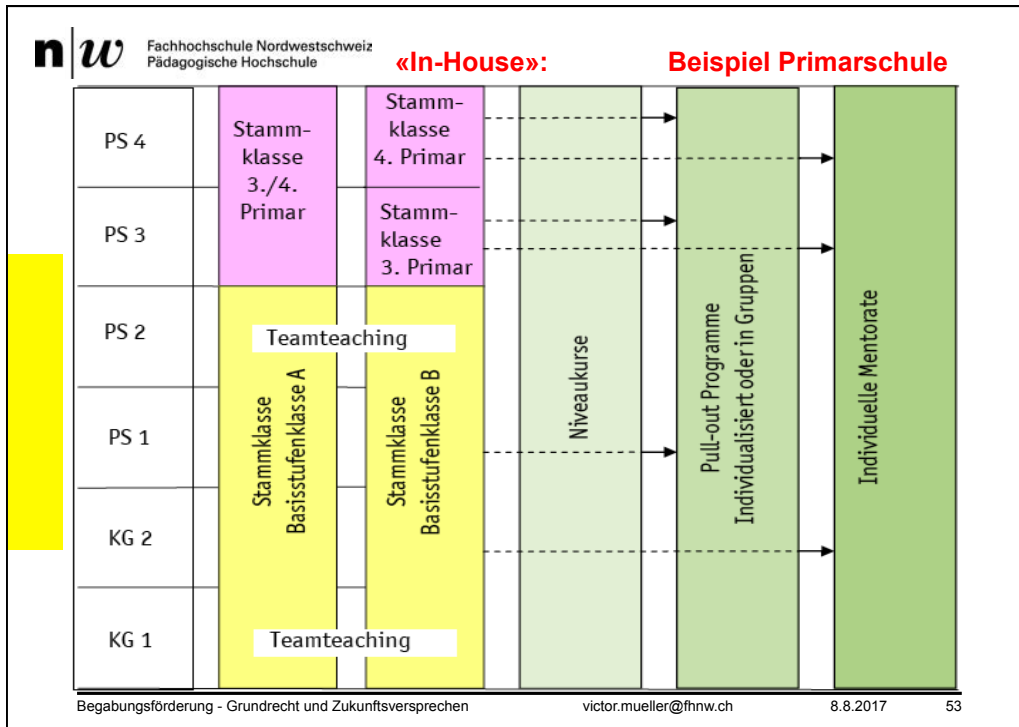 n|w Fachhochschule Nordwestschweiz
Pädagogische Hochschule
«In-House»: Beispiel Primarschule
PS 4
PS 3
PS 2
PS 1
KG 2
KG 1
Stamm-
klasse
3./4.
Primar
Stamm-
klasse
4. Primar
Stamm-
klasse
3. Primar
Teamteaching
Stammklasse
Basisstufenklasse A
Stammklasse
Basisstufenklasse B
Teamteaching
Niveaukurse
Pull-out Programme
Individualisiert oder in Gruppen
Individuelle Mentorate
Begabungsförderung - Grundrecht und Zukunftsversprechen victor.mueller@fhnw.ch 8.8.2017 53